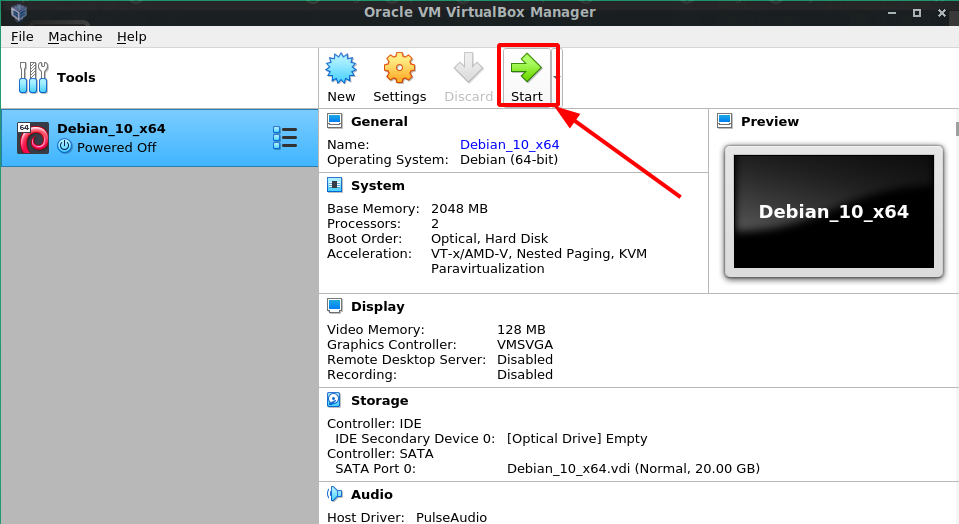 Oracle VM VirtualBox Manager
File Machine Help
Tools
New Settings Discard Start
64
Debian_10_x64
Powered Off
General
Name: Debian_10_x64
Operating System: Debian (64-bit)
Preview
Debian_10_x64
System
Base Memory: 2048 MB
Processors: 2
Boot Order: Optical, Hard Disk
Acceleration: VT-x/AMD-V, Nested Paging, KVM
Paravirtualization
Display
Video Memory: 128 MB
Graphics Controller: VMSVGA
Remote Desktop Server: Disabled
Recording: Disabled
Storage
Controller: IDE
IDE Secondary Device 0: [Optical Drive] Empty
Controller: SATA
SATA Port 0: Debian_10_x64.vdi (Normal, 20.00 GB)
Audio
Host Driver: PulseAudio